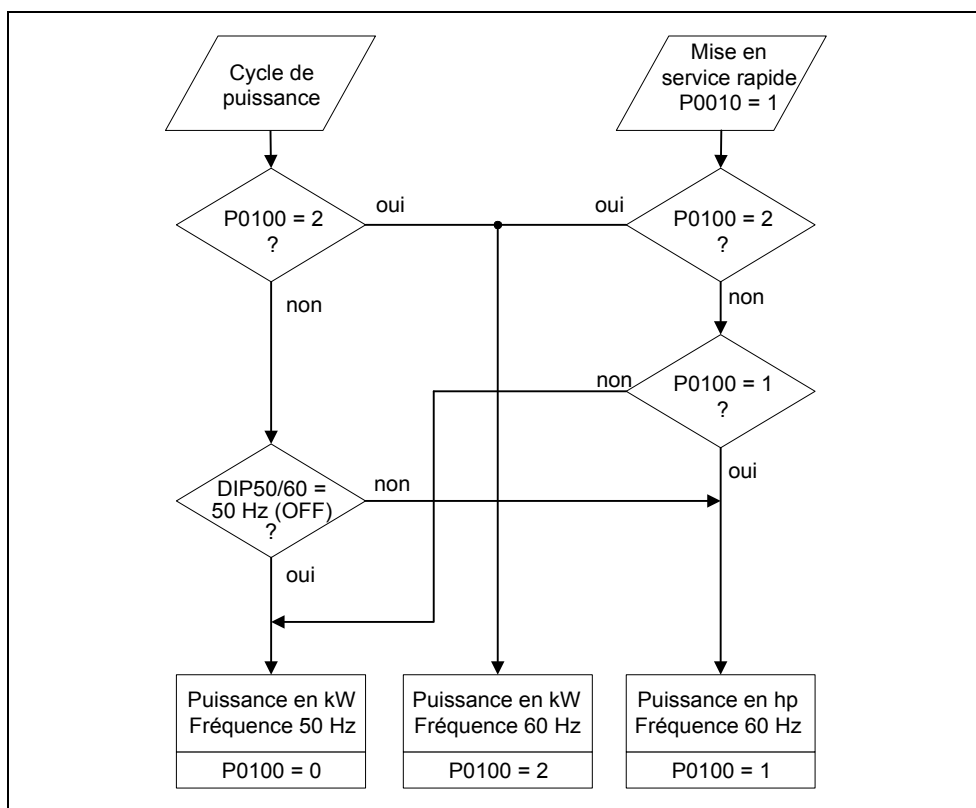 Cycle de
puissance
Mise en
service rapide
P0010 = 1
P0100 = 2
?
oui
oui
P0100 = 2
?
non
non
non
P0100 = 1
?
oui
DIP50/60 =
50 Hz (OFF)
?
non
oui
Puissance en kW
Fréquence 50 Hz
P0100 = 0
Puissance en kW
Fréquence 60 Hz
P0100 = 2
Puissance en hp
Fréquence 60 Hz
P0100 = 1